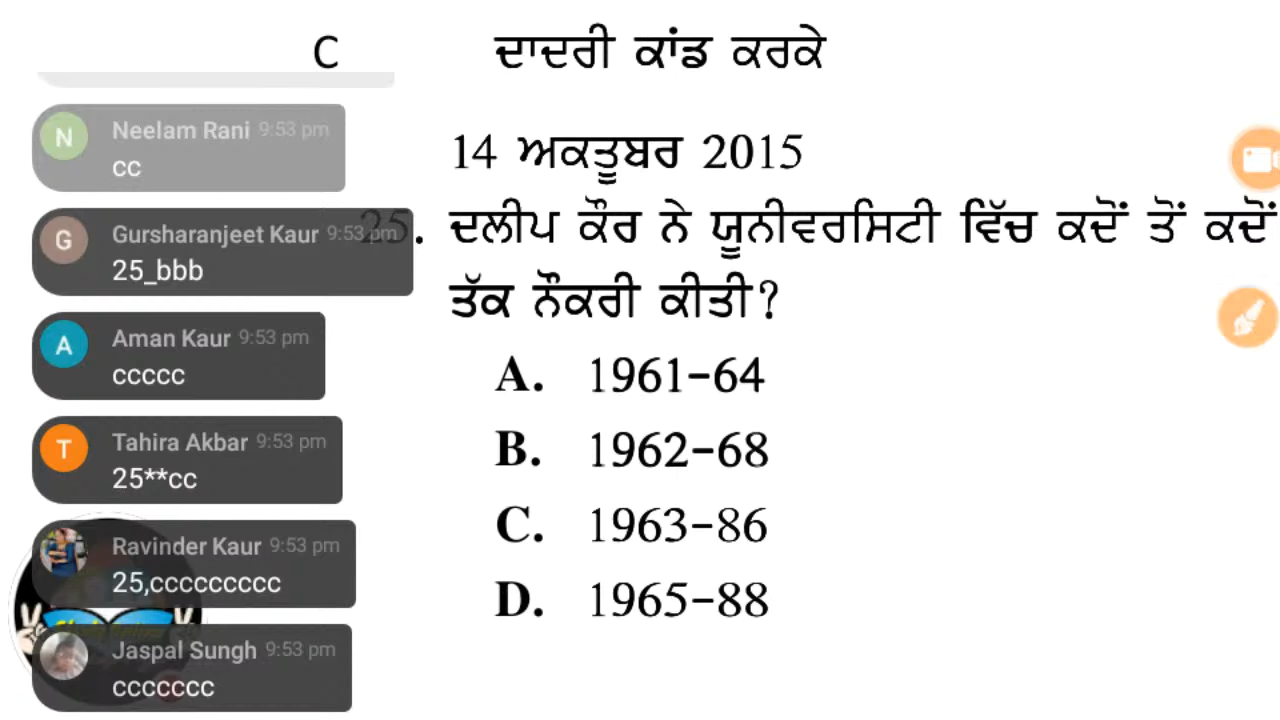 C ਦਾਦਰੀ ਕਾਂਡ ਕਰਕੇ
14 ਅਕਤੂਬਰ 2015
25. ਦਲੀਪ ਕੌਰ ਨੇ ਯੂਨੀਵਰਸਿਟੀ ਵਿੱਚ ਕਦੋਂ ਤੋਂ ਕਦੋਂ
ਤੱਕ ਨੌਕਰੀ ਕੀਤੀ?
A. 1961-64
B. 1962-68
C. 1963-86
D. 1965-88
N
Neelam Rani 9:53 pm
cc
G
Gursharanjeet Kaur 9:53 pm
25_bbb
A
Aman Kaur 9:53 pm
ccccc
T
Tahira Akbar 9:53 pm
25**cc
Ravinder Kaur 9:53 pm
25,ccccccccc
Jaspal Sungh 9:53 pm
ccccccc